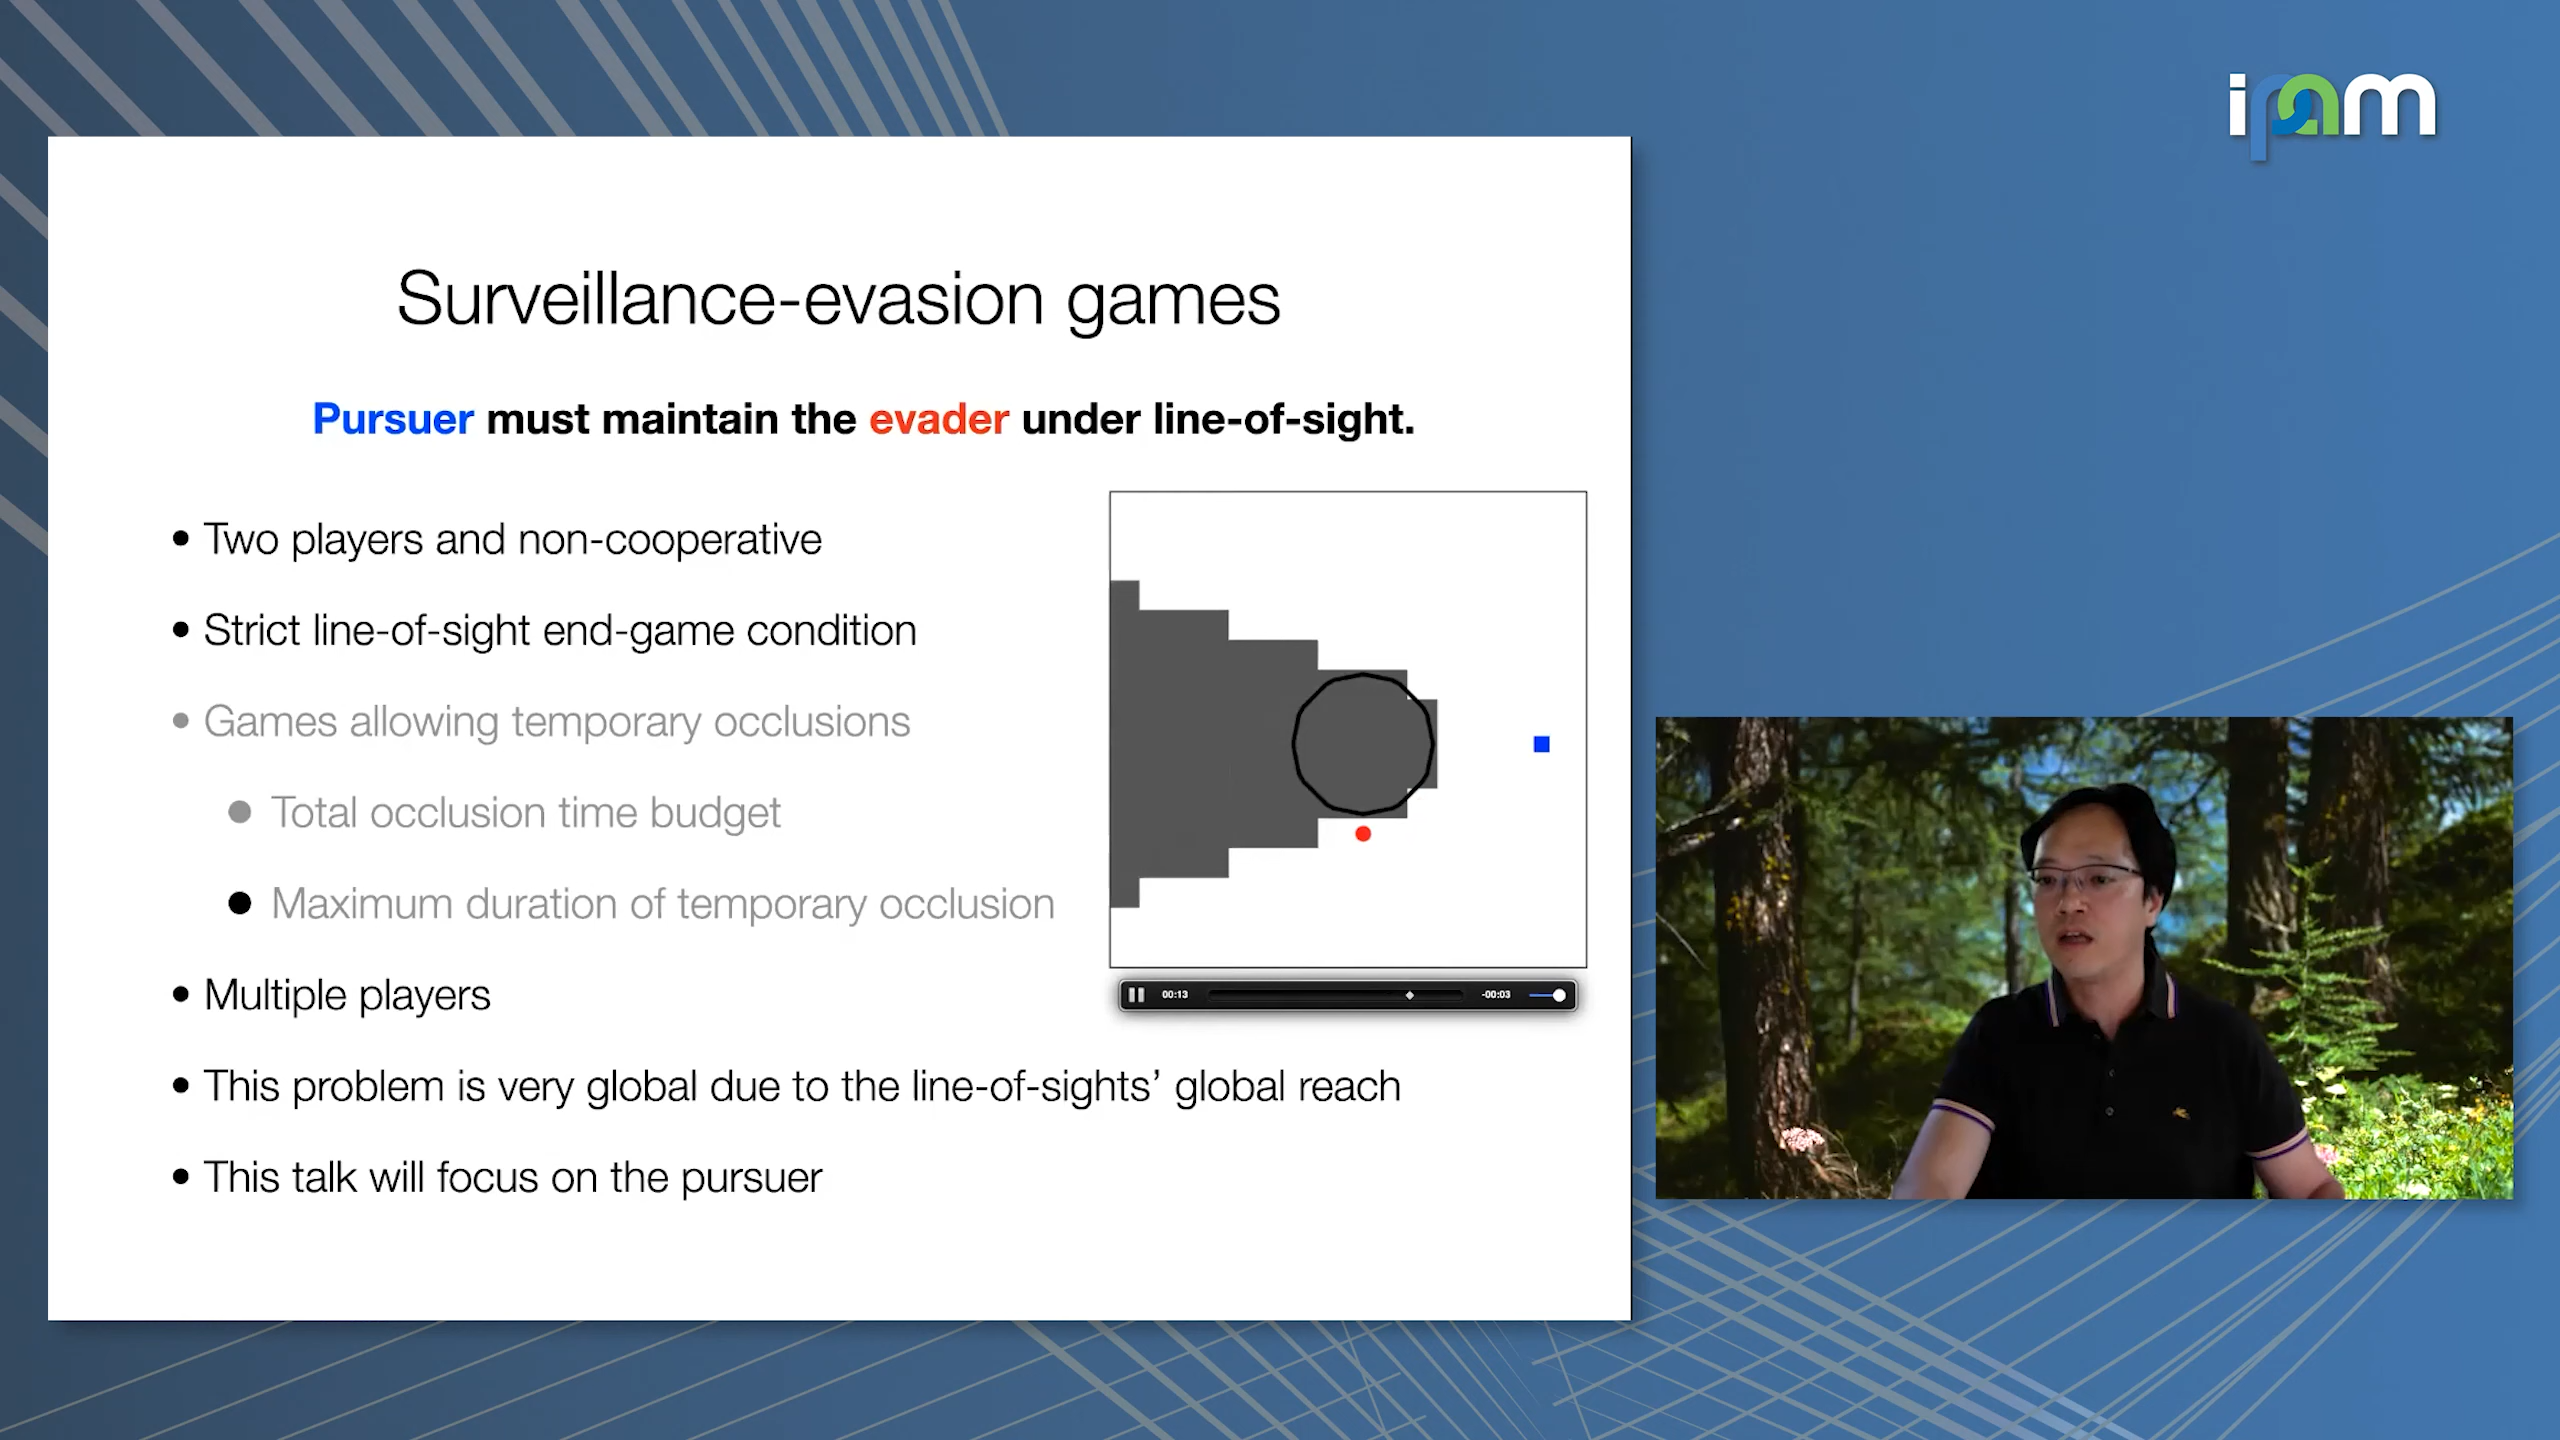 ipam
Surveillance-evasion games
Pursuer must maintain the evader under line-of-sight.
• Two players and non-cooperative
• Strict line-of-sight end-game condition
• Games allowing temporary occlusions
• Total occlusion time budget
• Maximum duration of temporary occlusion
• Multiple players
00:13
-00:03
• This problem is very global due to the line-of-sights’ global reach
• This talk will focus on the pursuer